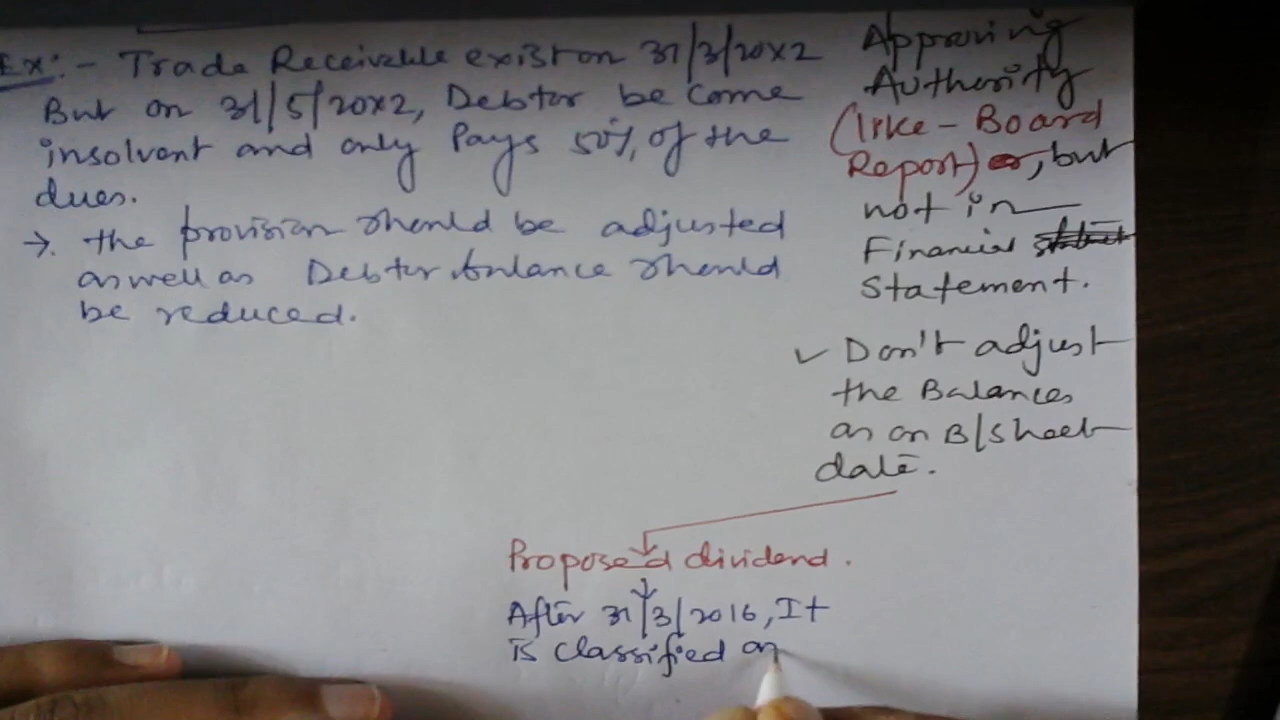 Ex:- Trade Receivable exist on 31/3/20x2
But on 31/5/20x2, Debtor become
insolvent and only Pays 50% of the
dues.
→. the provision should be adjusted
as well as Debtor balance should
be reduced.
Approving
Authority
(like - Board
Report), but
not in
Financial
Statement.
✓ Don't adjust
the Balances
as on B/Sheet
date.
Proposed dividend.
After 31/3/2016, It
is classified as